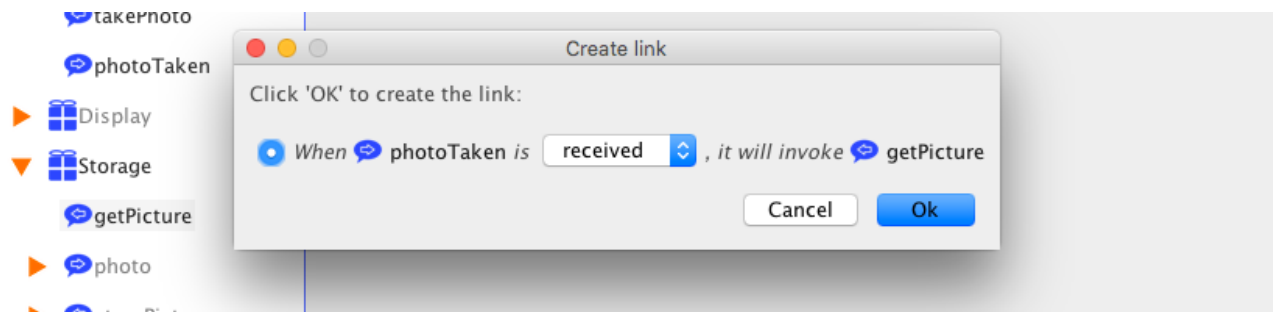 takePhoto
Create link
photoTaken
Click 'OK' to create the link:
Display
When photoTaken is received , it will invoke getPicture
Storage
Cancel Ok
getPicture
photo